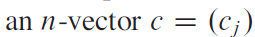 an n-vector c = (c_j)